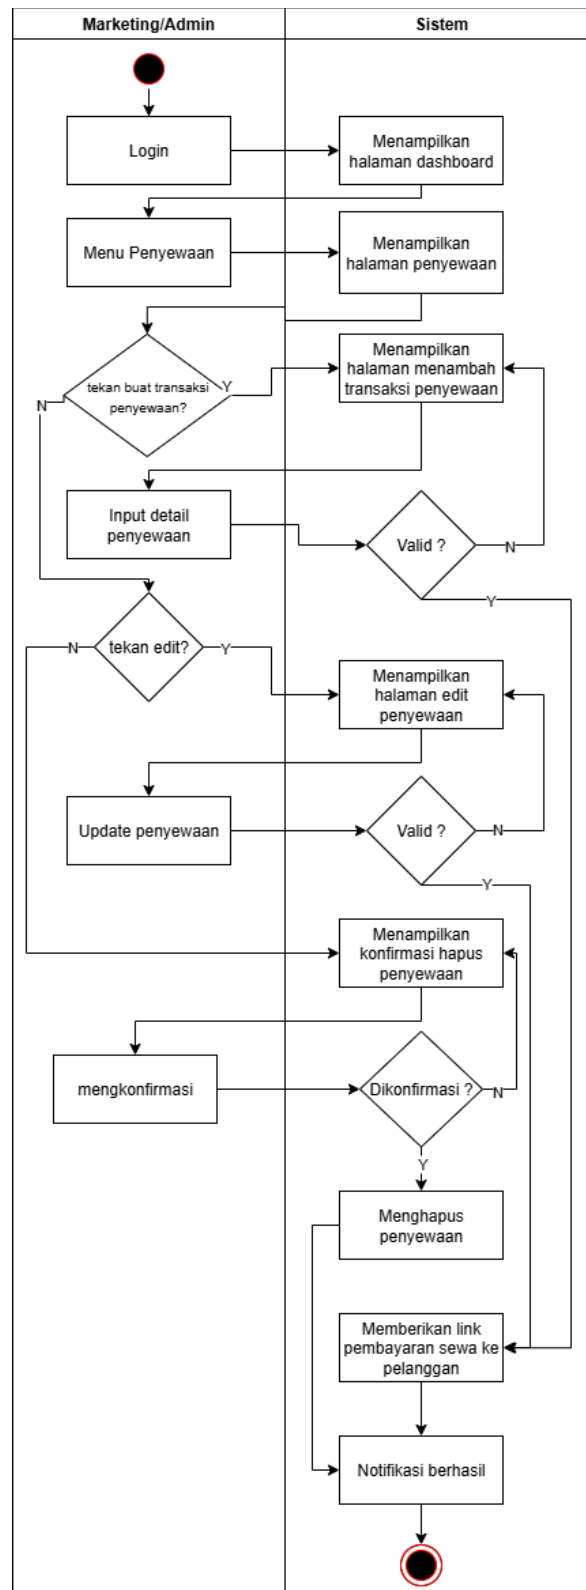 Marketing/Admin
Sistem
Login
Menampilkan
halaman dashboard
Menu Penyewaan
Menampilkan
halaman penyewaan
tekan buat transaksi
penyewaan?
Y
N
Menampilkan
halaman menambah
transaksi penyewaan
Input detail
penyewaan
Valid ?
N
Y
tekan edit?
N
Y
Menampilkan
halaman edit
penyewaan
Update penyewaan
Valid ?
N
Y
Menampilkan
konfirmasi hapus
penyewaan
mengkonfirmasi
Dikonfirmasi ?
N
Y
Menghapus
penyewaan
Memberikan link
pembayaran sewa ke
pelanggan
Notifikasi berhasil